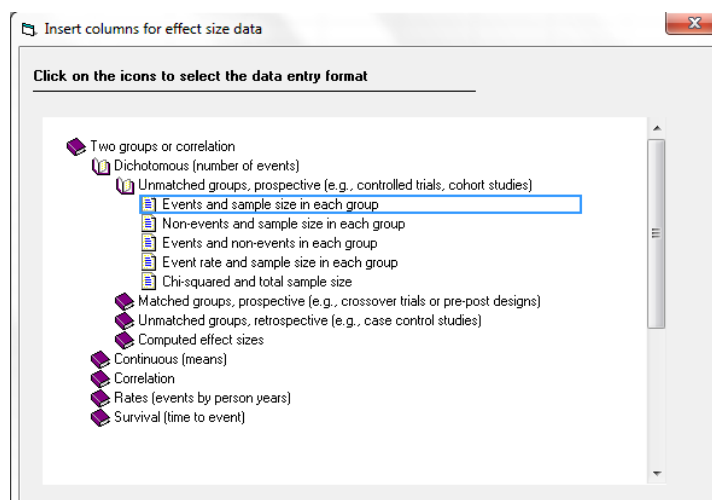 Insert columns for effect size data
Click on the icons to select the data entry format
Two groups or correlation
Dichotomous (number of events)
Unmatched groups, prospective (e.g., controlled trials, cohort studies)
Events and sample size in each group
Non-events and sample size in each group
Events and non-events in each group
Event rate and sample size in each group
Chi-squared and total sample size
Matched groups, prospective (e.g., crossover trials or pre-post designs)
Unmatched groups, retrospective (e.g., case control studies)
Computed effect sizes
Continuous (means)
Correlation
Rates (events by person years)
Survival (time to event)